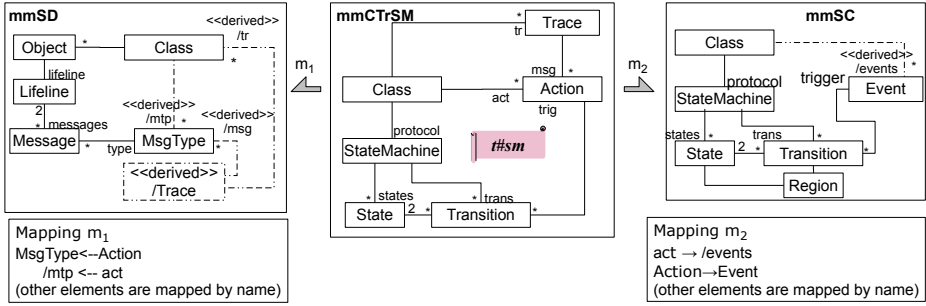 mmSD
Object
*
Class
<<derived>>
/tr
*
lifeline
Lifeline
2
*
messages
<<derived>>
/mtp
*
<<derived>>
/msg
Message
*
type
*
MsgType
*
<<derived>>
/Trace
*
m1
mmCTrSM
*
tr
Trace
msg
*
Class
act
*
Action
trig
protocol
StateMachine
t#sm
*
states
*
trans
State
2
*
Transition
*
m2
mmSC
Class
<<derived>>
/events
*
protocol
trigger
Event
StateMachine
states
*
trans
*
State
2
*
Transition
*
Region
Mapping m1
MsgType<--Action
/mtp <-- act
(other elements are mapped by name)
Mapping m2
act → /events
Action→Event
(other elements are mapped by name)